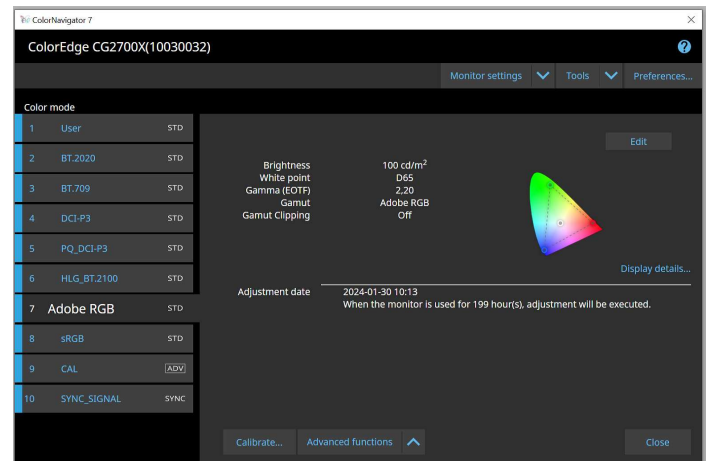 ColorNavigator 7
ColorEdge CG2700X(10030032)
Monitor settings Tools Preferences...
Color mode
1 User STD
2 BT.2020 STD
3 BT.709 STD
4 DCI-P3 STD
5 PQ_DCI-P3 STD
6 HLG_BT.2100 STD
7 Adobe RGB STD
8 sRGB STD
9 CAL ADV
10 SYNC_SIGNAL SYNC
Edit
Brightness 100 cd/m²
White point D65
Gamma (EOTF) 2,20
Gamut Adobe RGB
Gamut Clipping Off
Display details...
Adjustment date 2024-01-30 10:13
When the monitor is used for 199 hour(s), adjustment will be executed.
Calibrate... Advanced functions Close